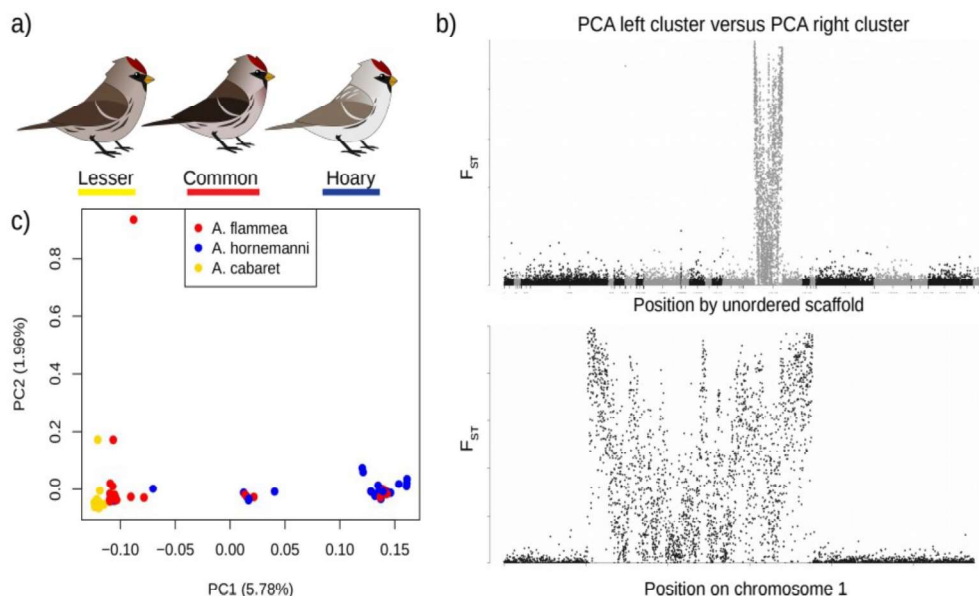 a)
Lesser Common Hoary
b)
PCA left cluster versus PCA right cluster
F_ST
Position by unordered scaffold
F_ST
Position on chromosome 1
c)
A. flammea
A. hornemanni
A. cabaret
PC2 (1.96%)
0.8
0.6
0.4
0.2
0.0
−0.10 −0.05 0.00 0.05 0.10 0.15
PC1 (5.78%)